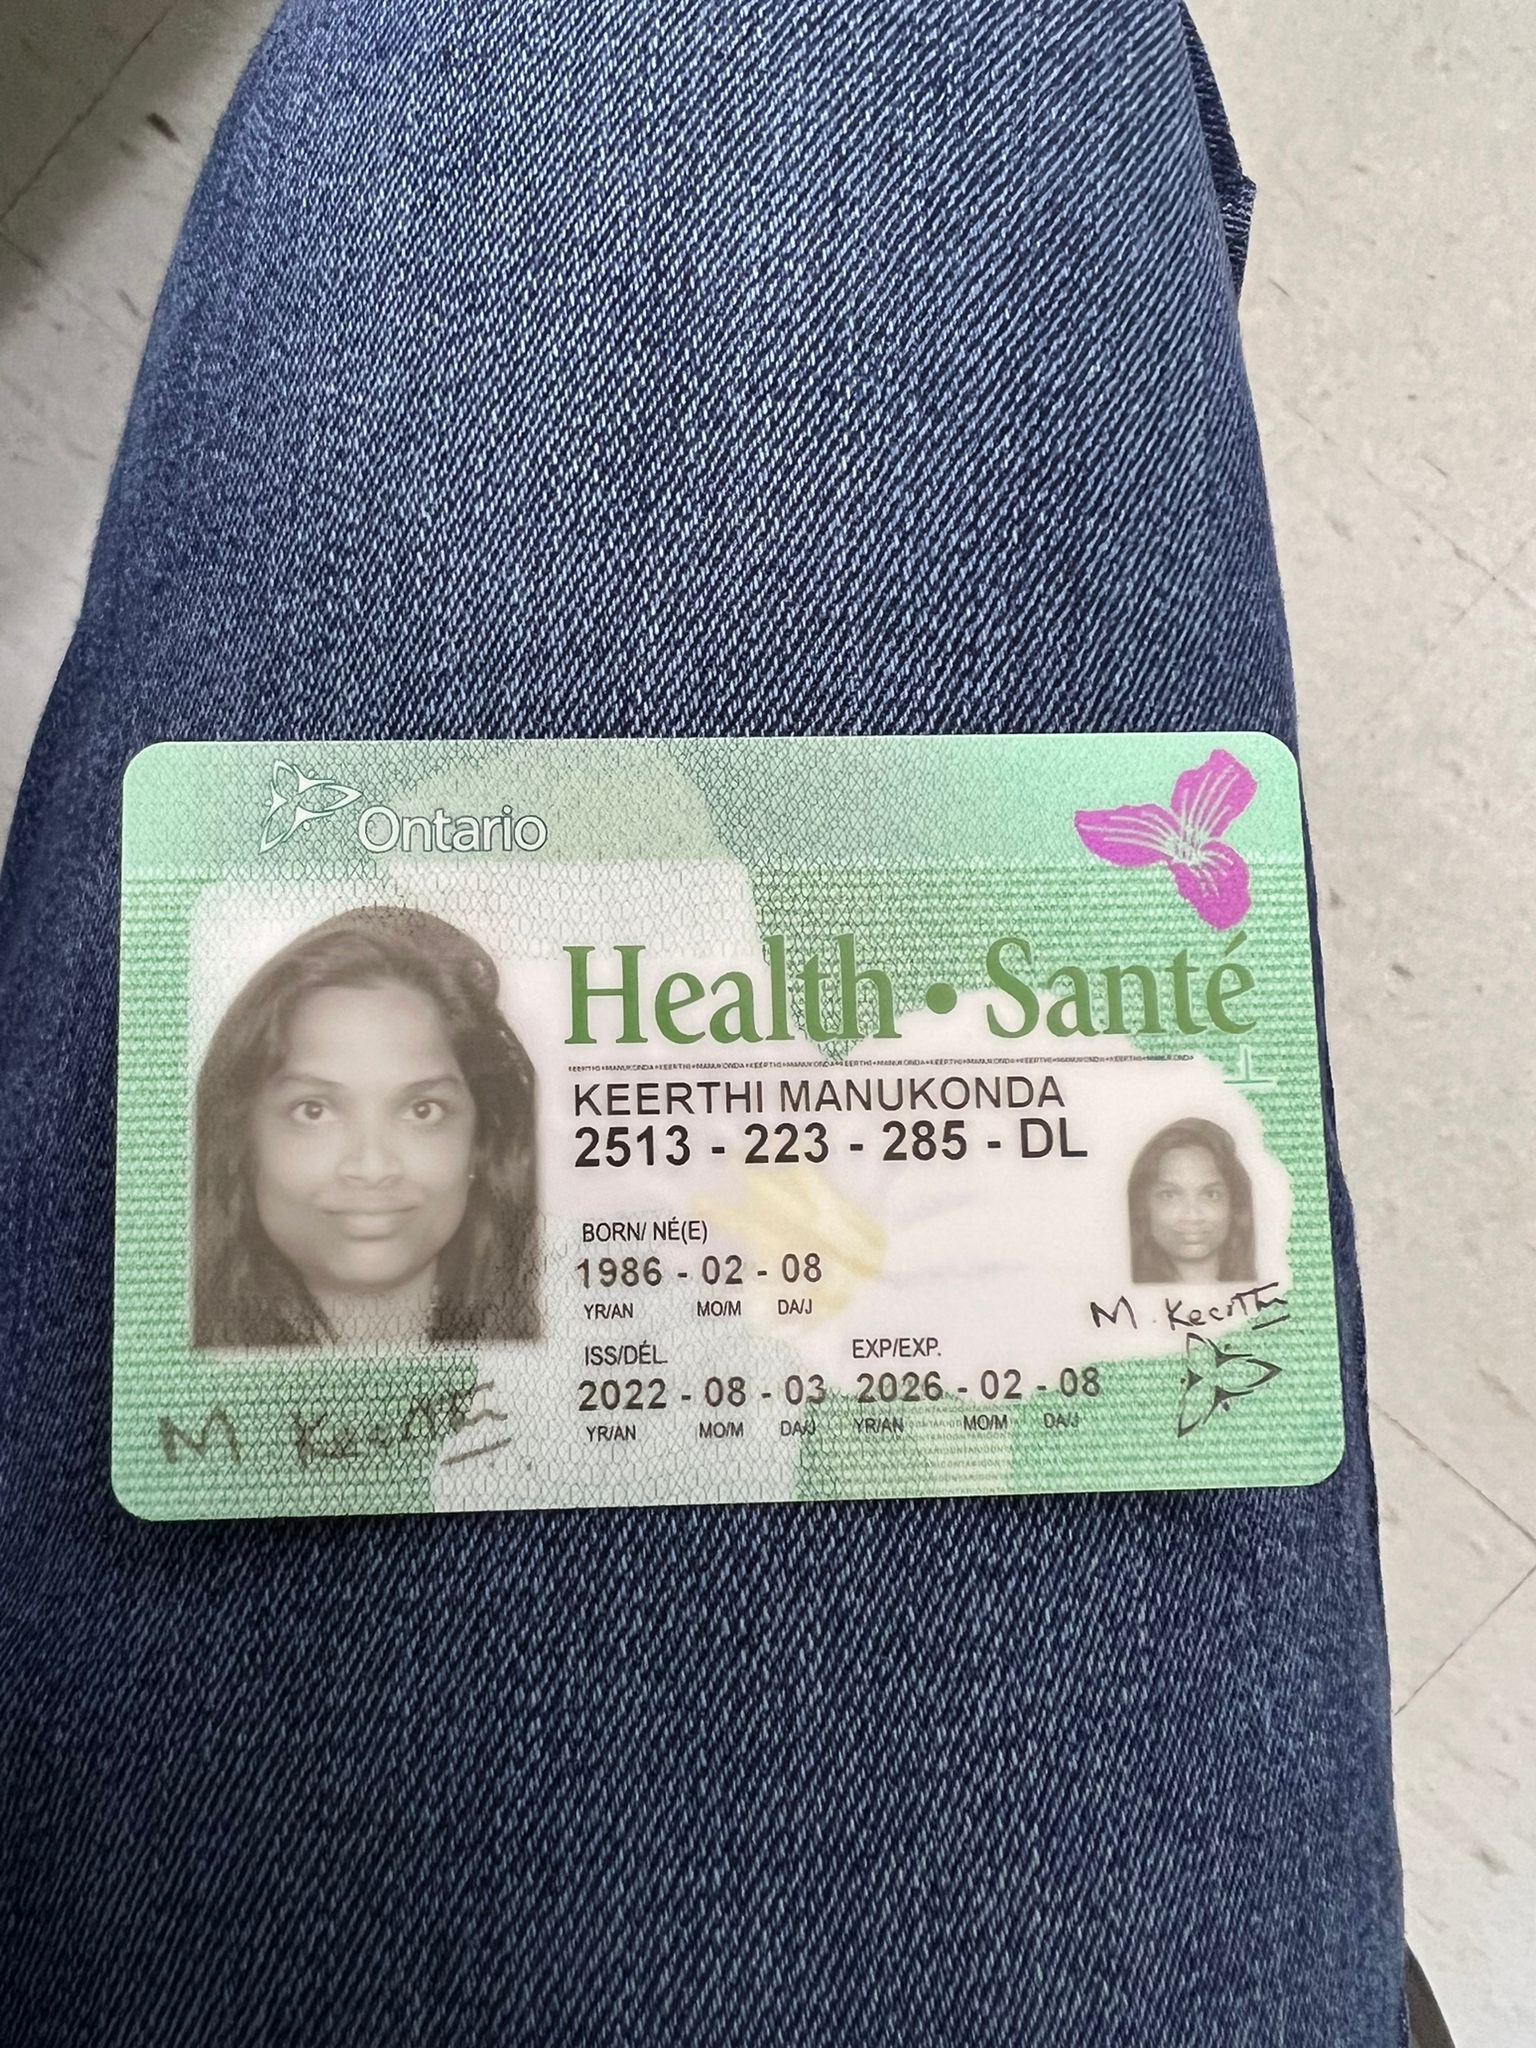 Ontario
Health • Santé
KEERTHI MANUKONDA
2513 - 223 - 285 - DL
BORN/ NÉ(E)
1986 - 02 - 08
YR/AN MO/M DA/J
M. Keerthi
ISS/DÉL. EXP/EXP.
2022 - 08 - 03 2026 - 02 - 08
YR/AN MO/M DA/J YR/AN MO/M DA/J
M Keerthi